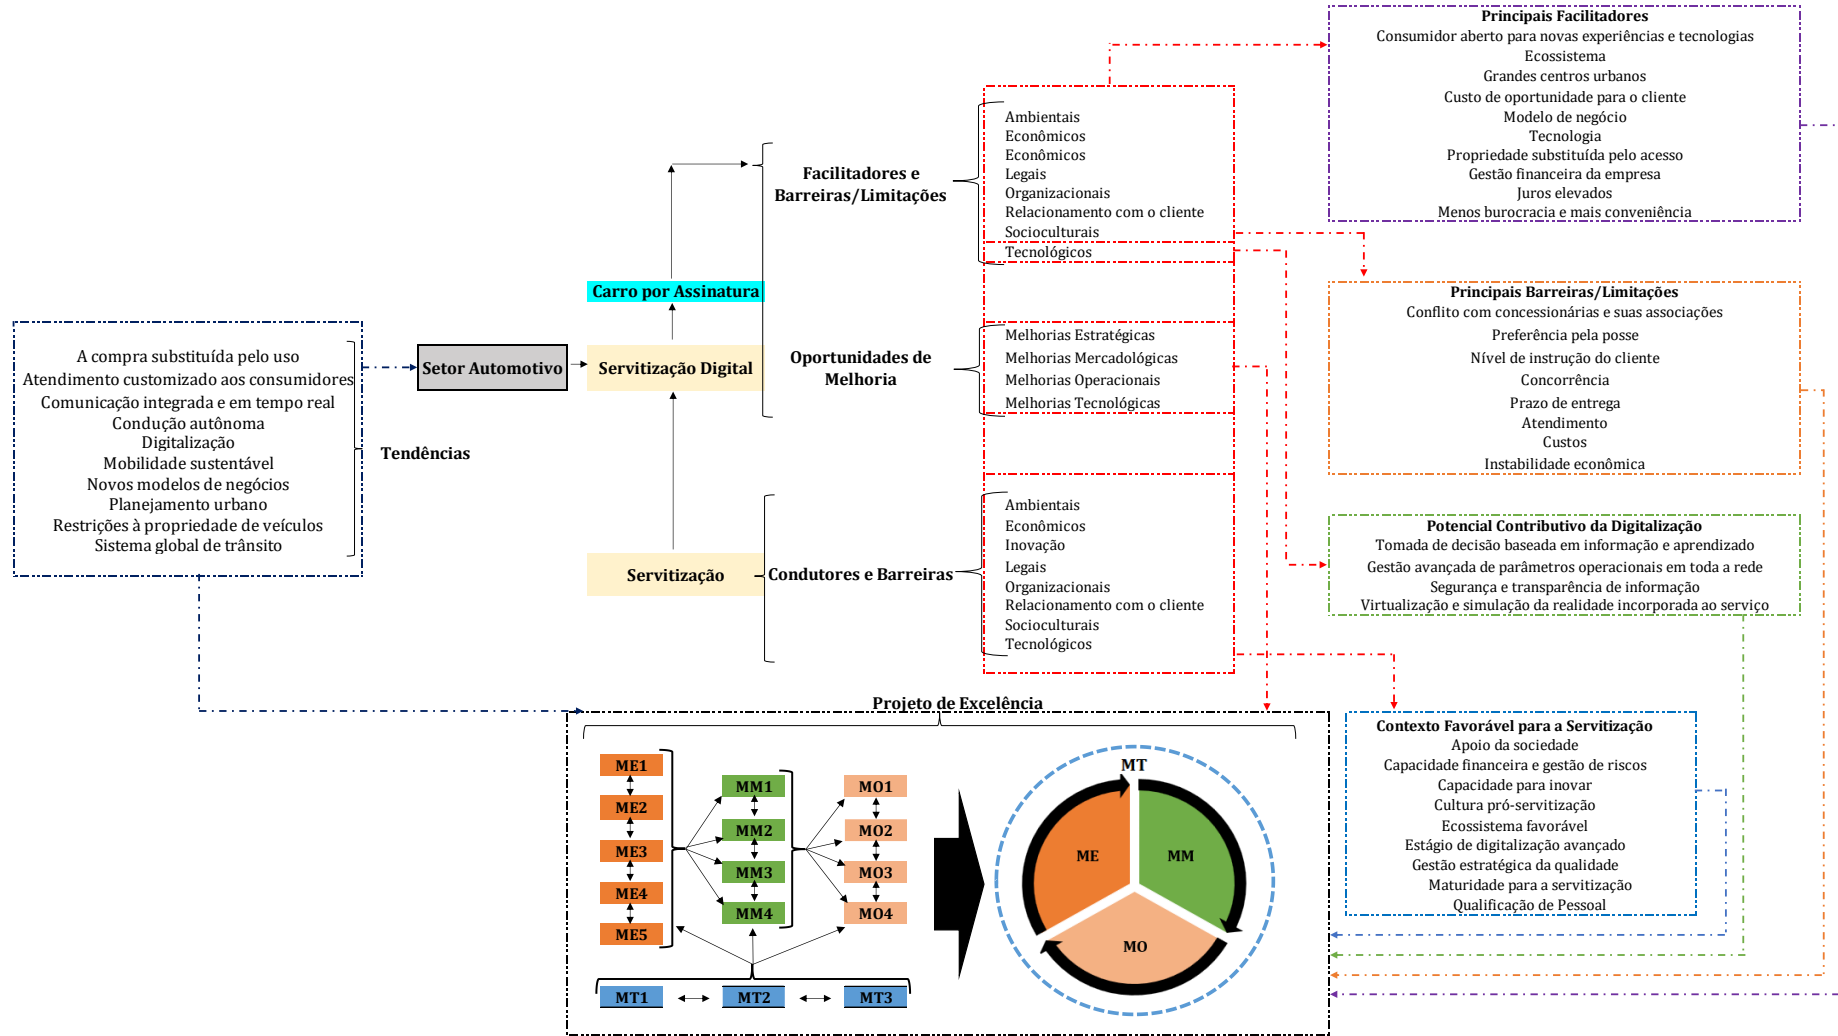 A compra substituída pelo uso
Atendimento customizado aos consumidores
Comunicação integrada e em tempo real
Condução autônoma
Digitalização
Mobilidade sustentável
Novos modelos de negócios
Planejamento urbano
Restrições à propriedade de veículos
Sistema global de trânsito
Tendências
Setor Automotivo
Carro por Assinatura
Servitização Digital
Servitização
Facilitadores e
Barreiras/Limitações
Oportunidades de
Melhoria
Condutores e Barreiras
Ambientais
Econômicos
Econômicos
Legais
Organizacionais
Relacionamento com o cliente
Socioculturais
Tecnológicos
Melhorias Estratégicas
Melhorias Mercadológicas
Melhorias Operacionais
Melhorias Tecnológicas
Ambientais
Econômicos
Inovação
Legais
Organizacionais
Relacionamento com o cliente
Socioculturais
Tecnológicos
Principais Facilitadores
Consumidor aberto para novas experiências e tecnologias
Ecossistema
Grandes centros urbanos
Custo de oportunidade para o cliente
Modelo de negócio
Tecnologia
Propriedade substituída pelo acesso
Gestão financeira da empresa
Juros elevados
Menos burocracia e mais conveniência
Principais Barreiras/Limitações
Conflito com concessionárias e suas associações
Preferência pela posse
Nível de instrução do cliente
Concorrência
Prazo de entrega
Atendimento
Custos
Instabilidade econômica
Potencial Contributivo da Digitalização
Tomada de decisão baseada em informação e aprendizado
Gestão avançada de parâmetros operacionais em toda a rede
Segurança e transparência de informação
Virtualização e simulação da realidade incorporada ao serviço
Contexto Favorável para a Servitização
Apoio da sociedade
Capacidade financeira e gestão de riscos
Capacidade para inovar
Cultura pró-servitização
Ecossistema favorável
Estágio de digitalização avançado
Gestão estratégica da qualidade
Maturidade para a servitização
Qualificação de Pessoal
Projeto de Excelência
ME1
ME2
ME3
ME4
ME5
MM1
MM2
MM3
MM4
MO1
MO2
MO3
MO4
MT1
MT2
MT3
MT
ME
MM
MO